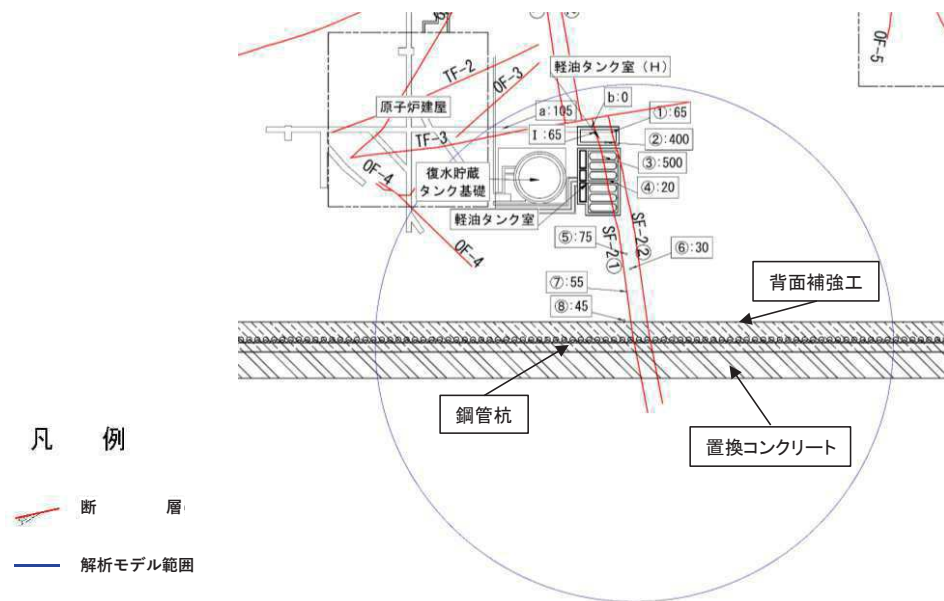 軽油タンク室（H）
TF-2
OF-3
OF-5
b:0
原子炉建屋
a:105
①:65
I:65
②:400
TF-3
③:500
OF-4
復水貯蔵
タンク基礎
④:20
軽油タンク室
⑤:75
SF-2①
SF-2②
⑥:30
OF-4
⑦:55
背面補強工
⑧:45
鋼管杭
置換コンクリート
凡 例
断 層
解析モデル範囲